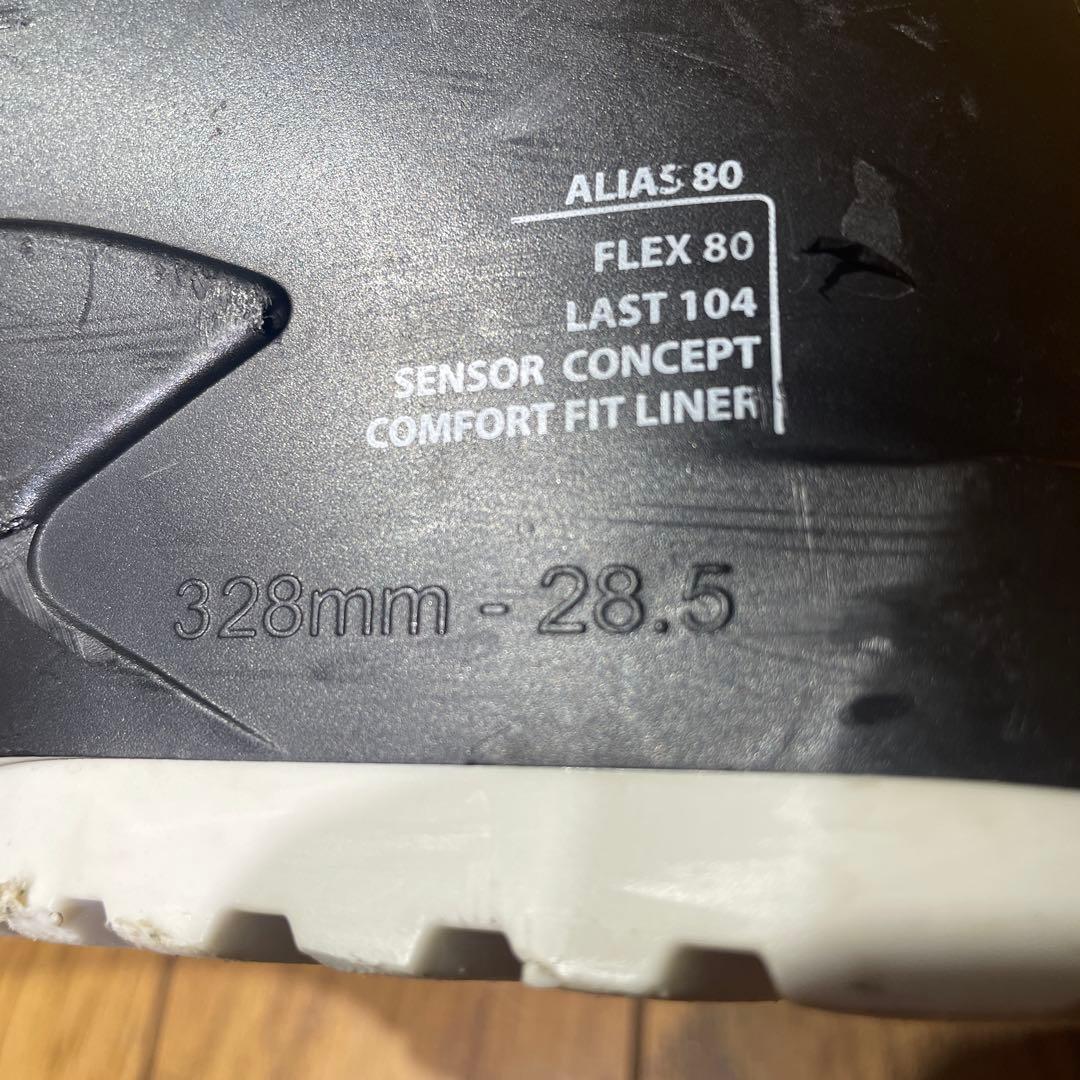 ALIAS 80
FLEX 80
LAST 104
SENSOR CONCEPT
COMFORT FIT LINER
328mm - 28.5